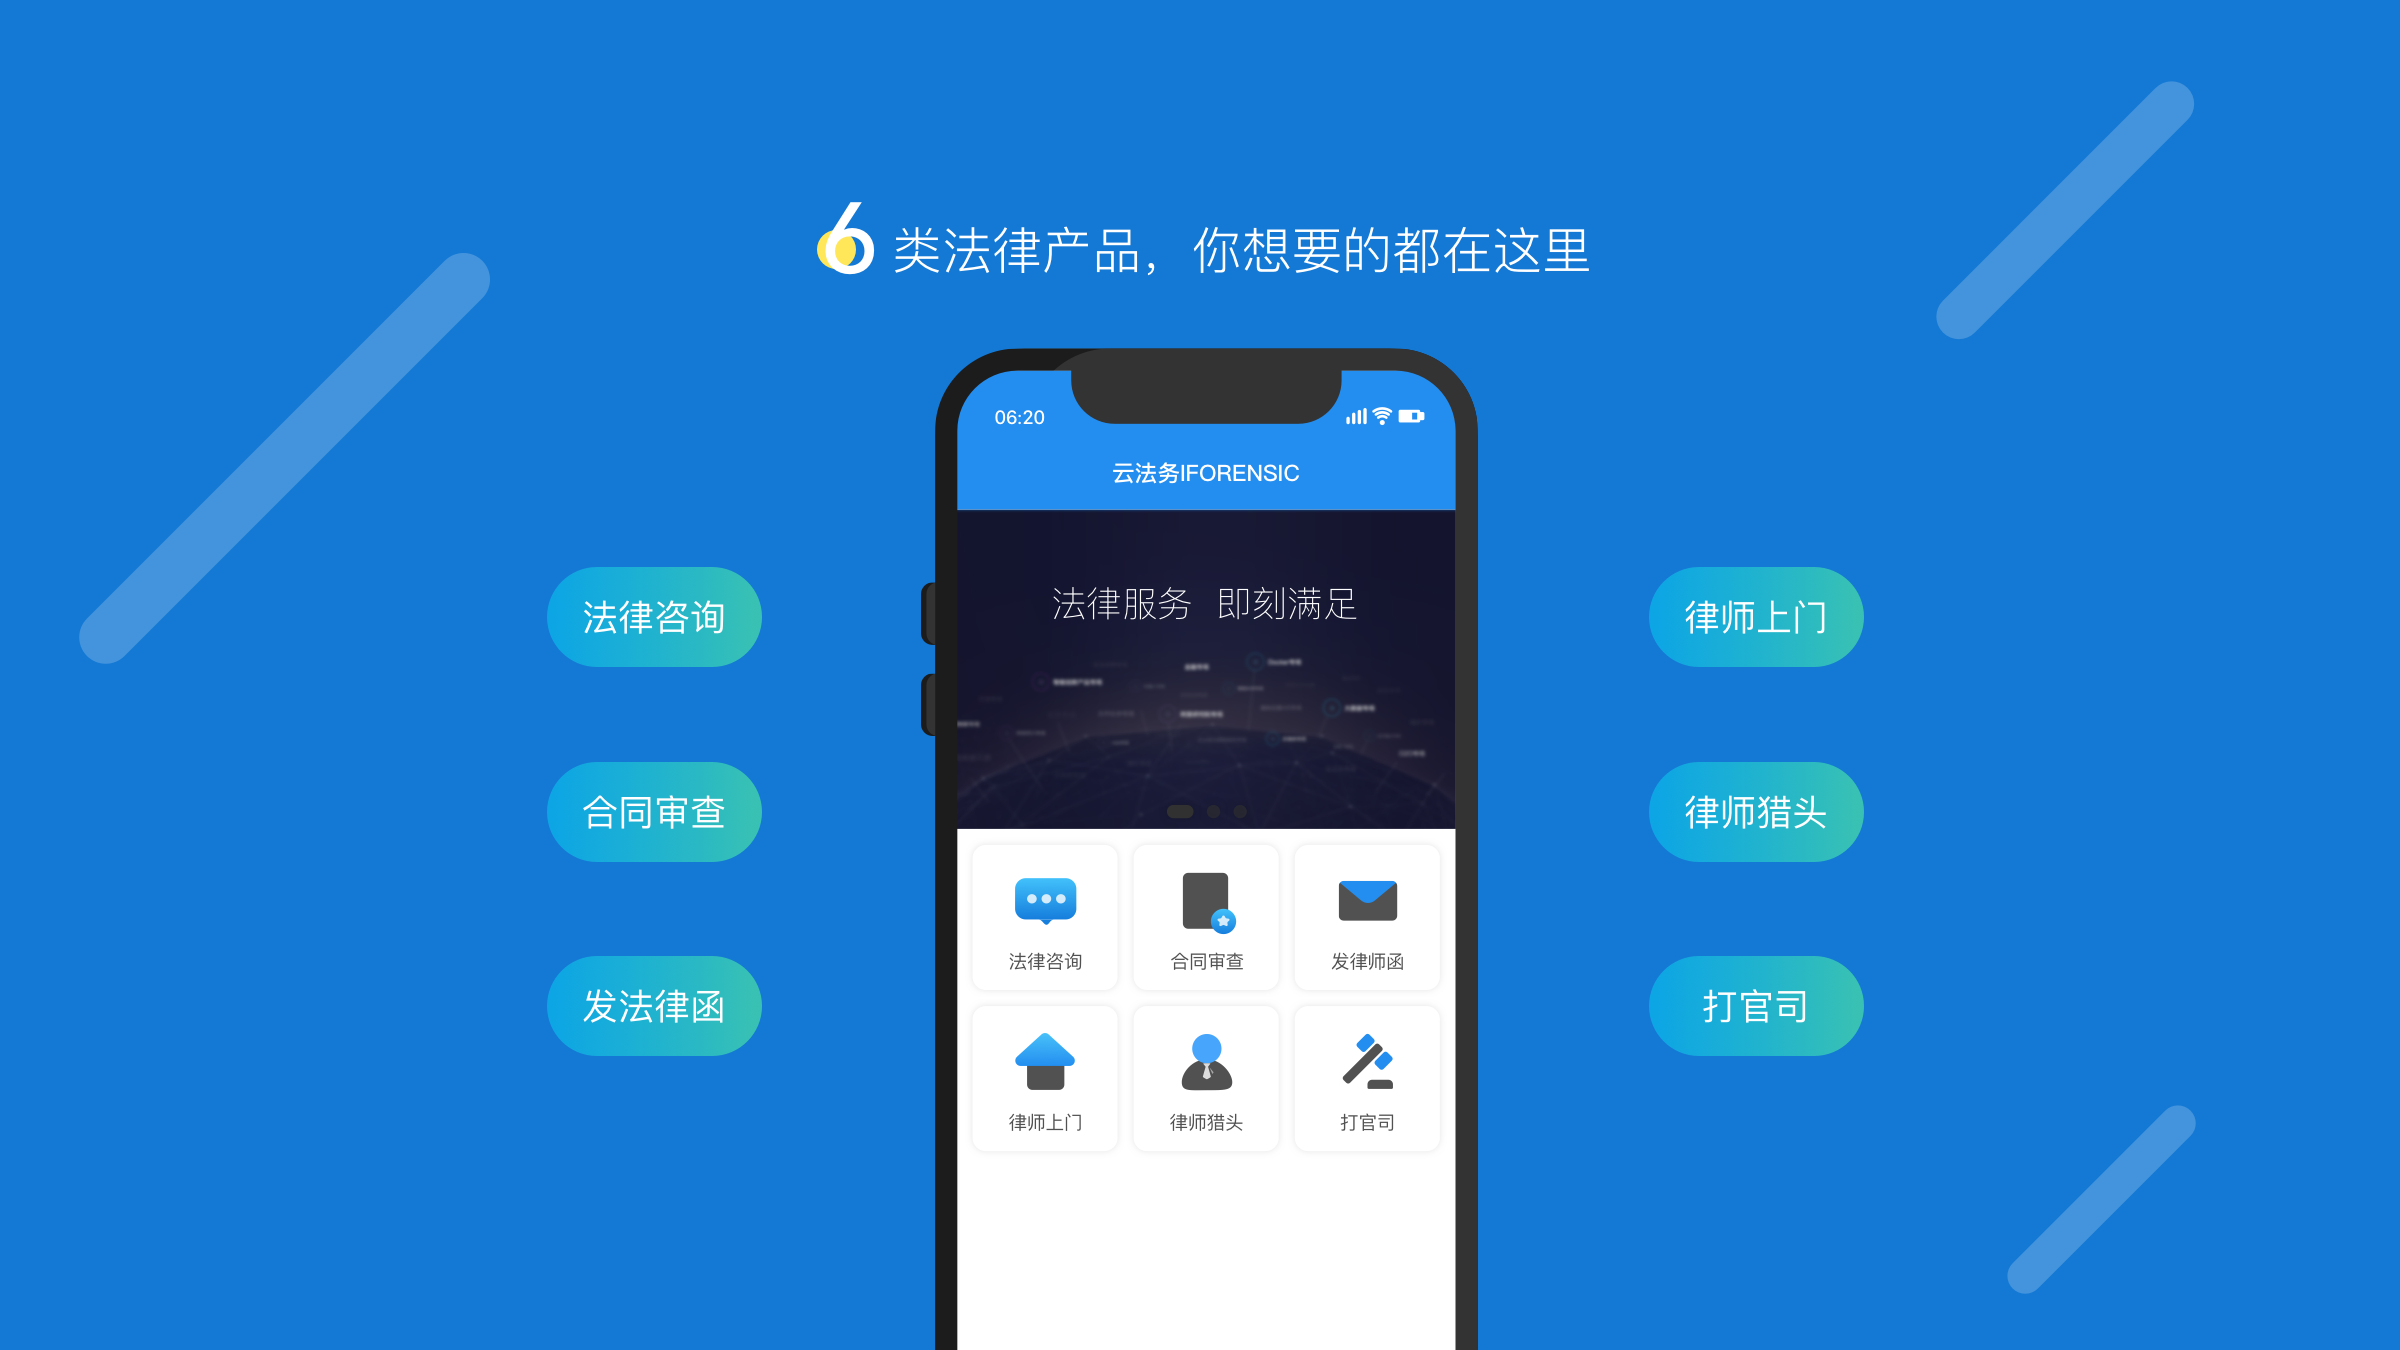 6 类法律产品，你想要的都在这里
06:20
云法务IFORENSIC
法律服务 即刻满足
法律咨询
合同审查
发法律函
律师上门
律师猎头
打官司
法律咨询
合同审查
发律师函
律师上门
律师猎头
打官司